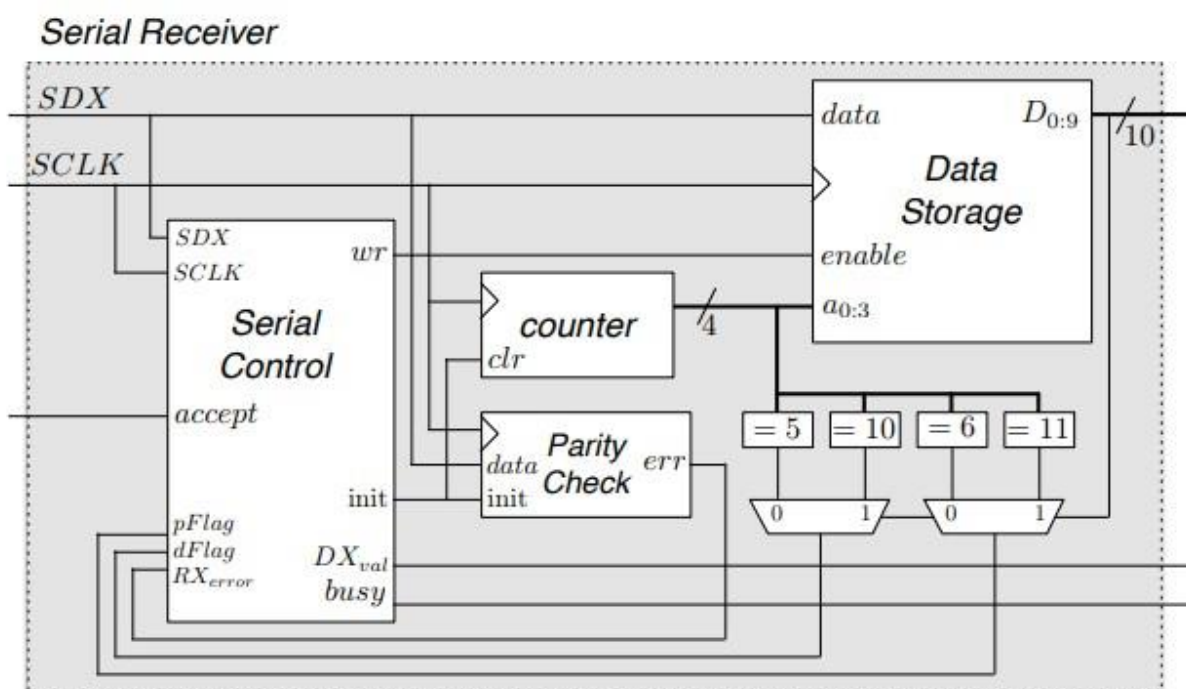 Serial Receiver
SDX
SCLK
data
D0:9
10
Data
Storage
enable
a0:3
SDX
SCLK
wr
Serial
Control
accept
init
pFlag
dFlag
RXerror
DXval
busy
counter
clr
4
Parity
Check
data
err
init
= 5
= 10
= 6
= 11
0
1
0
1